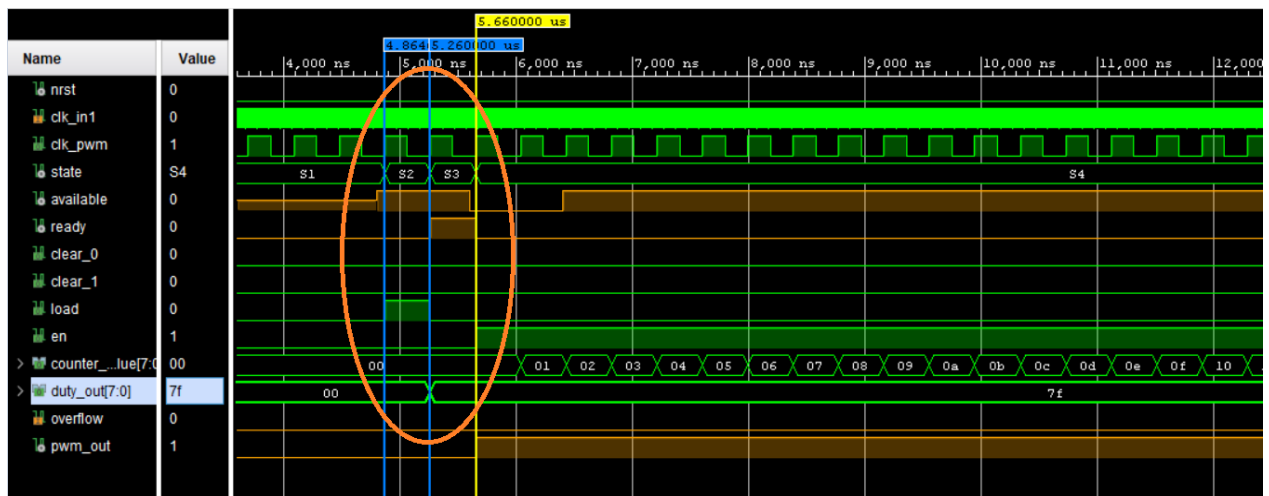 5.660000 us
4.864 5.260000 us
Name Value
4,000 ns 5,000 ns 6,000 ns 7,000 ns 8,000 ns 9,000 ns 10,000 ns 11,000 ns 12,000
nrst 0
clk_in1 0
clk_pwm 1
state S4 S1 S2 S3 S4
available 0
ready 0
clear_0 0
clear_1 0
load 0
en 1
counter_...lue[7:0 00 00 01 02 03 04 05 06 07 08 09 0a 0b 0c 0d 0e 0f 10
duty_out[7:0] 7f 00 7f
overflow 0
pwm_out 1